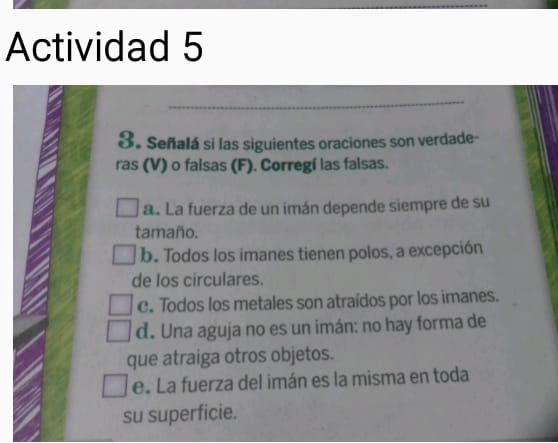 Actividad 5
3. Señalá si las siguientes oraciones son verdade-
ras (V) o falsas (F). Corregí las falsas.
a. La fuerza de un imán depende siempre de su
tamaño.
b. Todos los imanes tienen polos, a excepción
de los circulares.
c. Todos los metales son atraídos por los imanes.
d. Una aguja no es un imán: no hay forma de
que atraiga otros objetos.
e. La fuerza del imán es la misma en toda
su superficie.